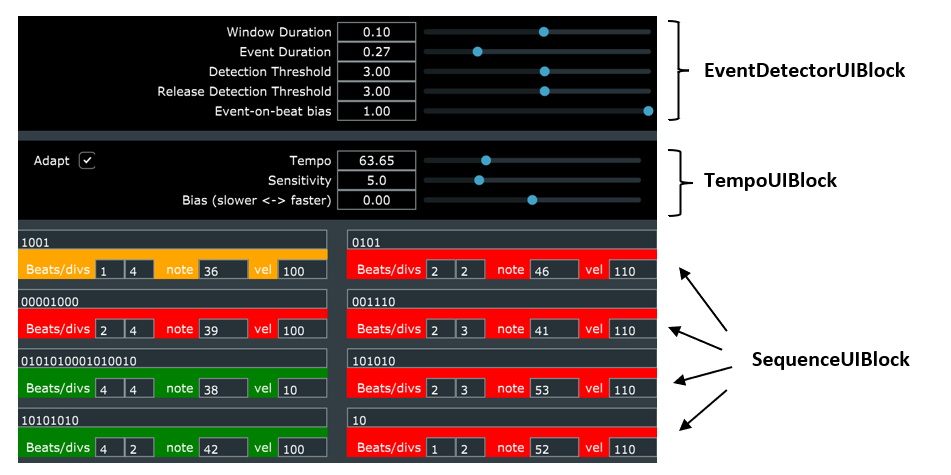 Window Duration 0.10
Event Duration 0.27
Detection Threshold 3.00
Release Detection Threshold 3.00
Event-on-beat bias 1.00
EventDetectorUIBlock
Adapt Tempo 63.65
Sensitivity 5.0
Bias (slower <-> faster) 0.00
TempoUIBlock
1001 0101
Beats/divs 1 4 note 36 vel 100 Beats/divs 2 2 note 46 vel 110
00001000 001110
Beats/divs 2 4 note 39 vel 100 Beats/divs 2 3 note 41 vel 110
SequenceUIBlock
0101010001010010 101010
Beats/divs 4 4 note 38 vel 10 Beats/divs 2 3 note 53 vel 110
10101010 10
Beats/divs 4 2 note 42 vel 100 Beats/divs 1 2 note 52 vel 110